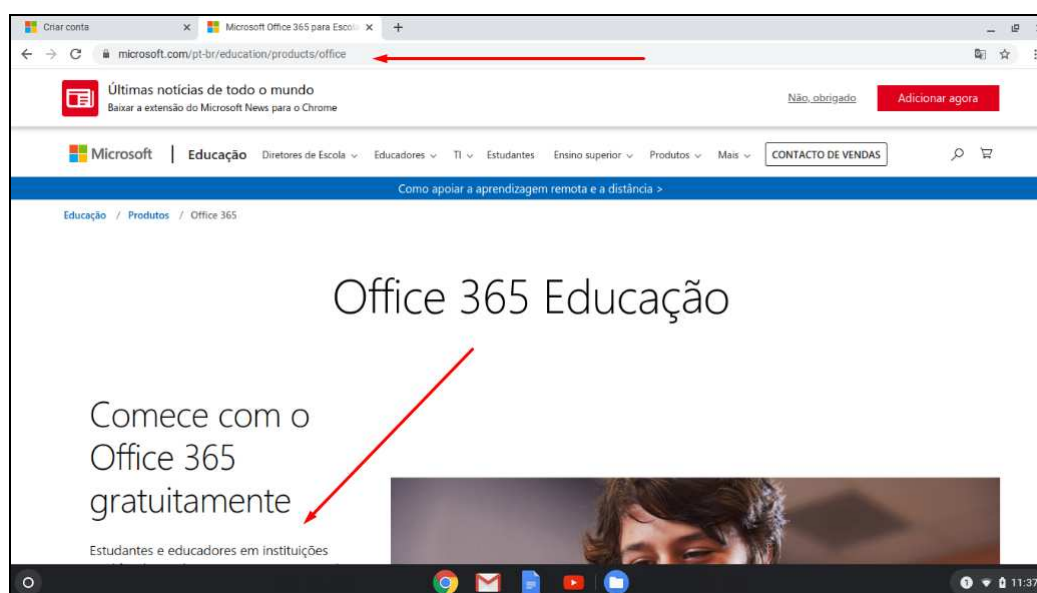 Criar conta
Microsoft Office 365 para Escol
microsoft.com/pt-br/education/products/office
Últimas notícias de todo o mundo
Baixar a extensão do Microsoft News para o Chrome
Não, obrigado
Adicionar agora
Microsoft
Educação
Diretores de Escola
Educadores
TI
Estudantes
Ensino superior
Produtos
Mais
CONTACTO DE VENDAS
Como apoiar a aprendizagem remota e a distância >
Educação / Produtos / Office 365
Office 365 Educação
Comece com o
Office 365
gratuitamente
Estudantes e educadores em instituições
1
11:37